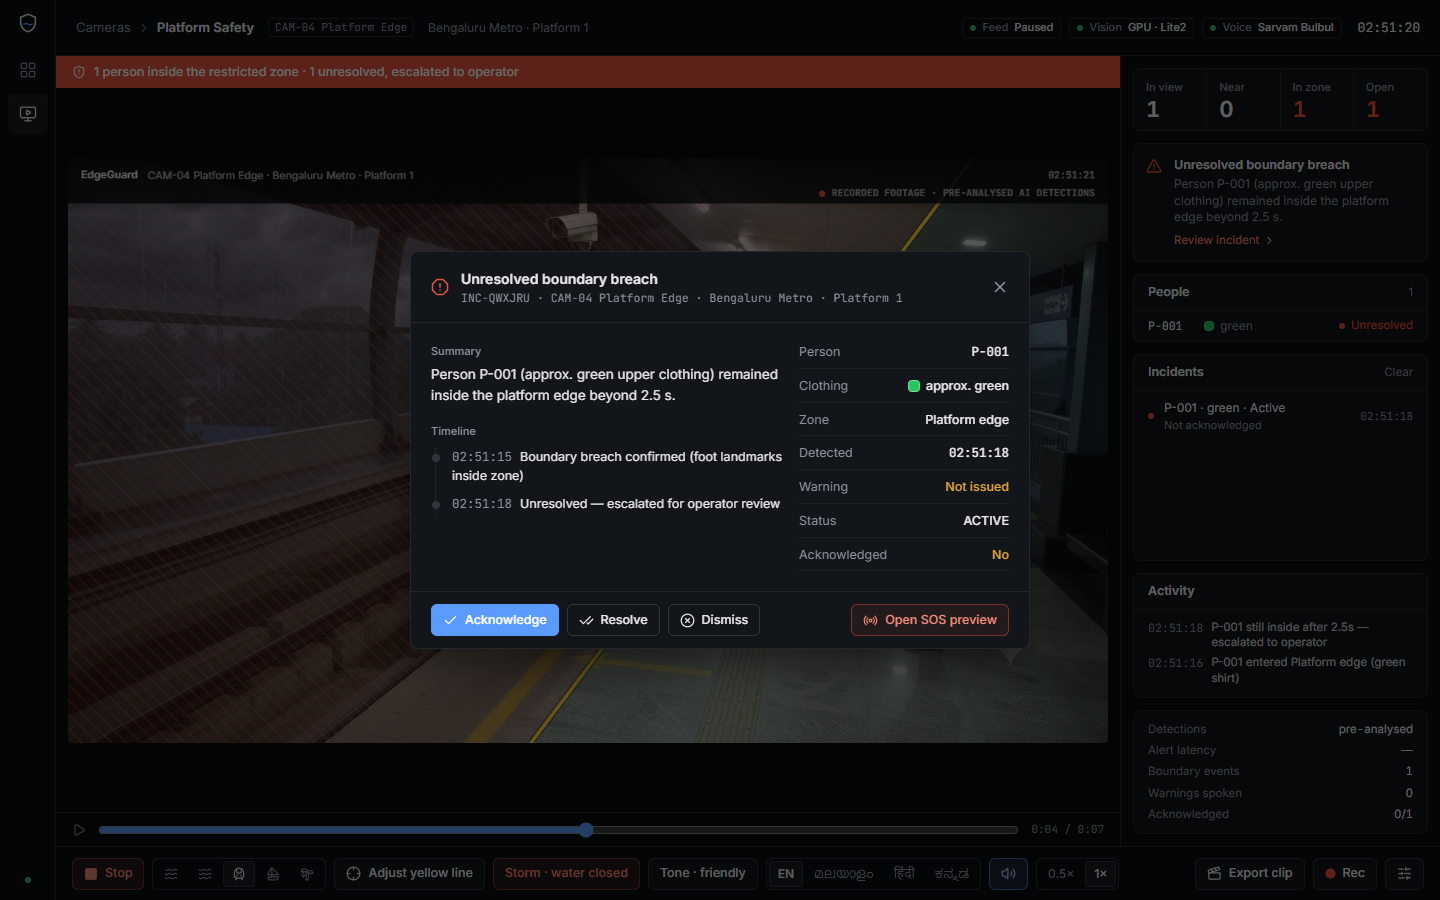 Cameras > Platform Safety CAM-04 Platform Edge Bengaluru Metro · Platform 1
Feed Paused Vision GPU · Lite2 Voice Sarvam Bulbul 02:51:20
1 person inside the restricted zone · 1 unresolved, escalated to operator
EdgeGuard CAM-04 Platform Edge · Bengaluru Metro · Platform 1 02:51:21
RECORDED FOOTAGE · PRE-ANALYSED AI DETECTIONS
Unresolved boundary breach
INC-QWXJRU · CAM-04 Platform Edge · Bengaluru Metro · Platform 1
Summary
Person P-001 (approx. green upper clothing) remained
inside the platform edge beyond 2.5 s.
Timeline
02:51:15 Boundary breach confirmed (foot landmarks
inside zone)
02:51:18 Unresolved — escalated for operator review
Person P-001
Clothing approx. green
Zone Platform edge
Detected 02:51:18
Warning Not issued
Status ACTIVE
Acknowledged No
Acknowledge Resolve Dismiss Open SOS preview
In view Near In zone Open
1 0 1 1
Unresolved boundary breach
Person P-001 (approx. green upper
clothing) remained inside the platform
edge beyond 2.5 s.
Review incident >
People 1
P-001 green Unresolved
Incidents Clear
P-001 · green · Active 02:51:18
Not acknowledged
Activity
02:51:18 P-001 still inside after 2.5s —
escalated to operator
02:51:16 P-001 entered Platform edge (green
shirt)
Detections pre-analysed
Alert latency —
Boundary events 1
Warnings spoken 0
Acknowledged 0/1
0:04 / 0:07
Stop Adjust yellow line Storm · water closed Tone · friendly EN മലയാളം हिंदी ಕನ್ನಡ 0.5× 1× Export clip Rec